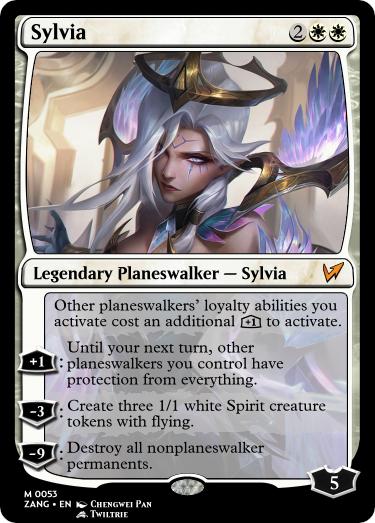 Sylvia 2
Legendary Planeswalker — Sylvia
Other planeswalkers' loyalty abilities you
activate cost an additional +1 to activate.
+1: Until your next turn, other
planeswalkers you control have
protection from everything.
-3: Create three 1/1 white Spirit creature
tokens with flying.
-9: Destroy all nonplaneswalker
permanents.
5
M 0053
ZANG • EN Chengwei Pan
Twiltrie